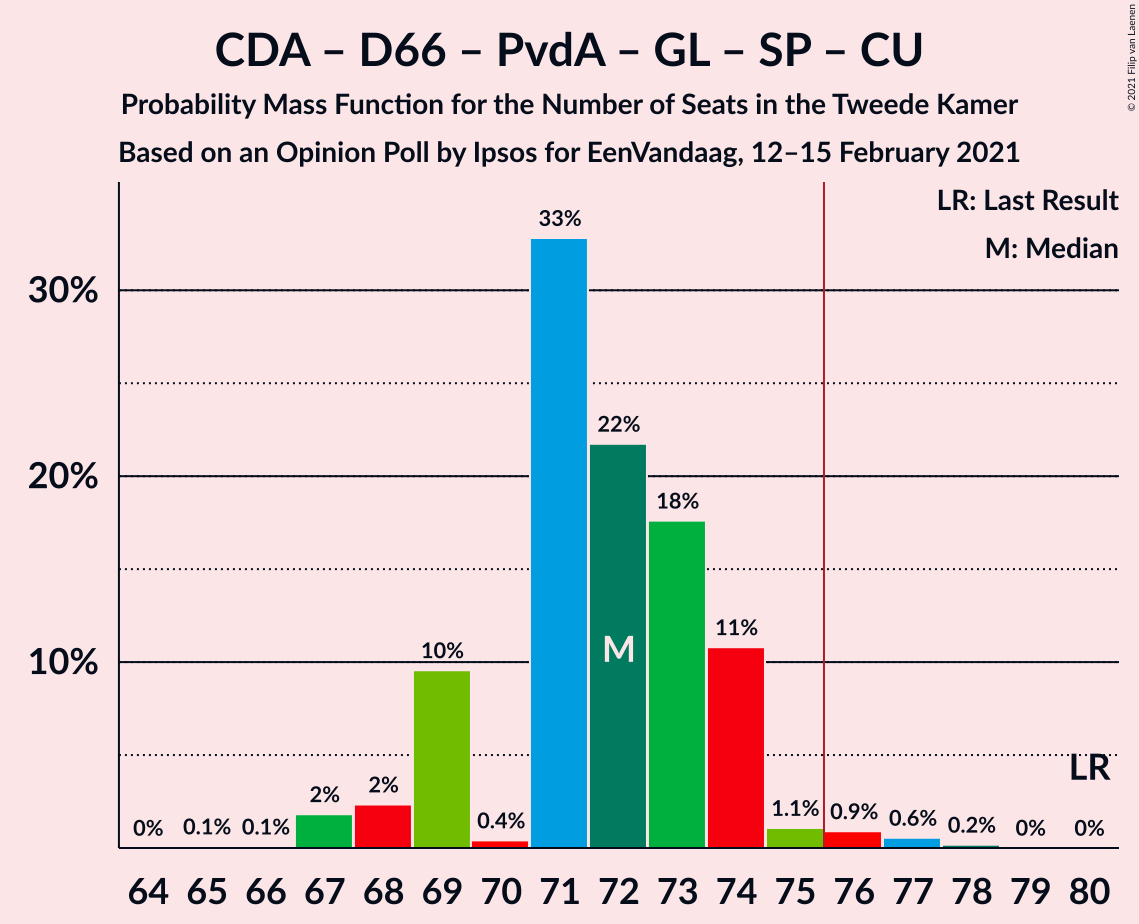 CDA – D66 – PvdA – GL – SP – CU
Probability Mass Function for the Number of Seats in the Tweede Kamer
Based on an Opinion Poll by Ipsos for EenVandaag, 12–15 February 2021
© 2021 Filip van Laenen
LR: Last Result
M: Median
33%
30%
22%
20%
18%
11%
10%
10%
M
LR
2%
2%
0%
0.1%
0.1%
0.4%
1.1%
0.9%
0.6%
0.2%
0%
0%
64 65 66 67 68 69 70 71 72 73 74 75 76 77 78 79 80